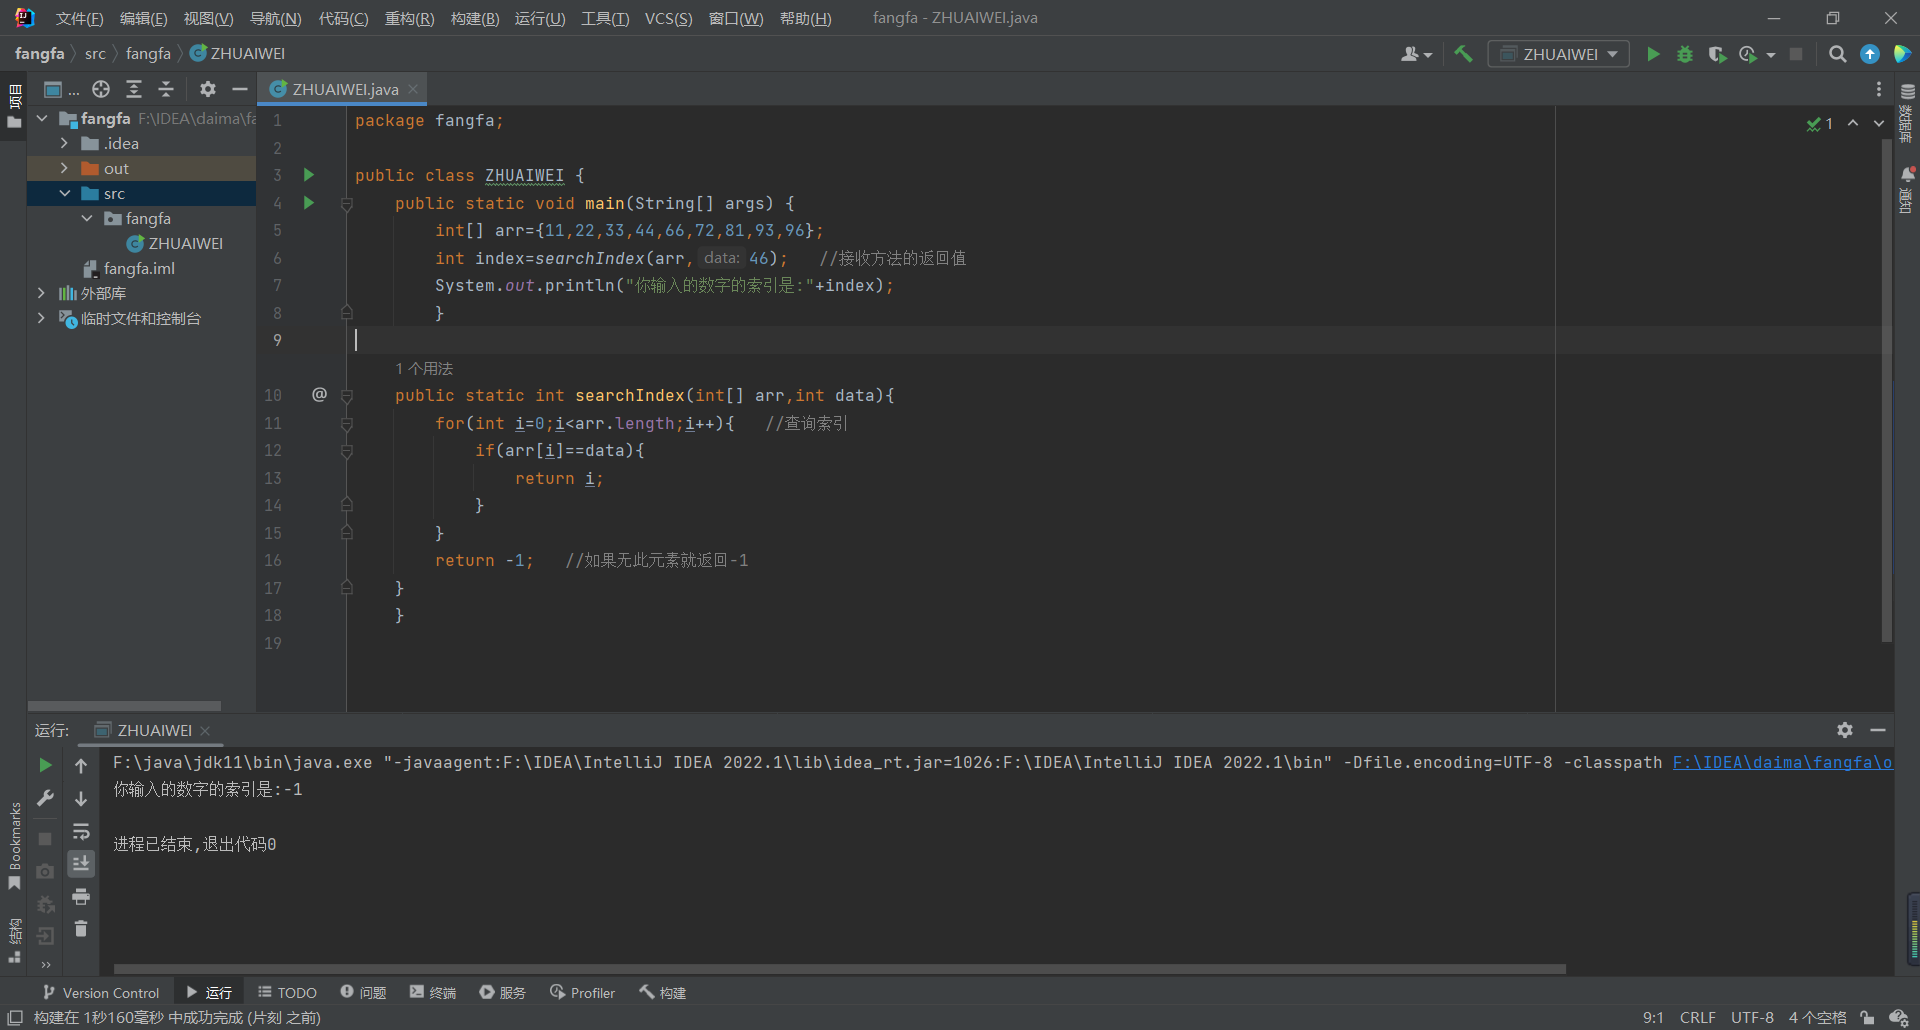 文件(F) 编辑(E) 视图(V) 导航(N) 代码(C) 重构(R) 构建(B) 运行(U) 工具(T) VCS(S) 窗口(W) 帮助(H) fangfa - ZHUAIWEI.java
fangfa src fangfa ZHUAIWEI
ZHUAIWEI
项目
...
ZHUAIWEI.java
fangfa F:\IDEA\daima\fa
.idea
out
src
fangfa
ZHUAIWEI
fangfa.iml
外部库
临时文件和控制台
1 package fangfa;
2
3 public class ZHUAIWEI {
4 public static void main(String[] args) {
5 int[] arr={11,22,33,44,66,72,81,93,96};
6 int index=searchIndex(arr, data: 46); //接收方法的返回值
7 System.out.println("你输入的数字的索引是:"+index);
8 }
9
1 个用法
10 @ public static int searchIndex(int[] arr,int data){
11 for(int i=0;i<arr.length;i++){ //查询索引
12 if(arr[i]==data){
13 return i;
14 }
15 }
16 return -1; //如果无此元素就返回-1
17 }
18 }
19
1
数据库
通知
运行: ZHUAIWEI
F:\java\jdk11\bin\java.exe "-javaagent:F:\IDEA\IntelliJ IDEA 2022.1\lib\idea_rt.jar=1026:F:\IDEA\IntelliJ IDEA 2022.1\bin" -Dfile.encoding=UTF-8 -classpath F:\IDEA\daima\fangfa\o
你输入的数字的索引是:-1
进程已结束,退出代码0
Bookmarks
结构
Version Control 运行 TODO 问题 终端 服务 Profiler 构建
构建在 1秒160毫秒 中成功完成 (片刻 之前)
9:1 CRLF UTF-8 4 个空格